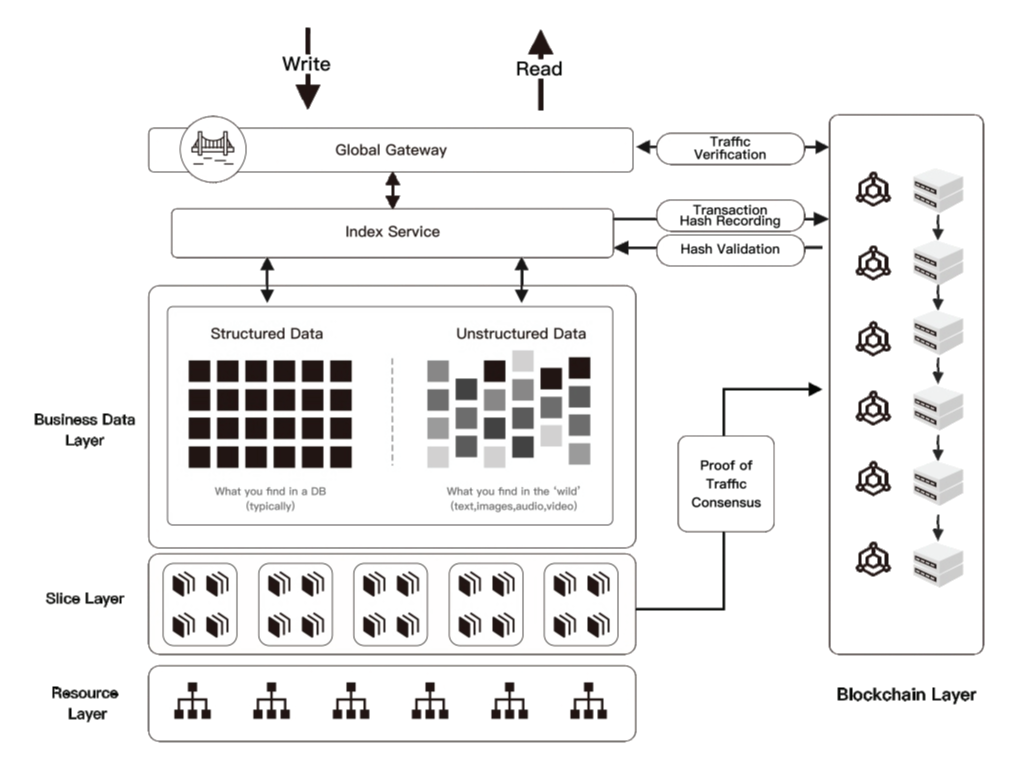 Write
Read
Global Gateway
Traffic
Verification
Transaction
Hash Recording
Index Service
Hash Validation
Structured Data
Unstructured Data
Business Data
Layer
What you find in a DB
(typically)
What you find in the ‘wild’
(text,images,audio,video)
Proof of
Traffic
Consensus
Slice Layer
Resource
Layer
Blockchain Layer